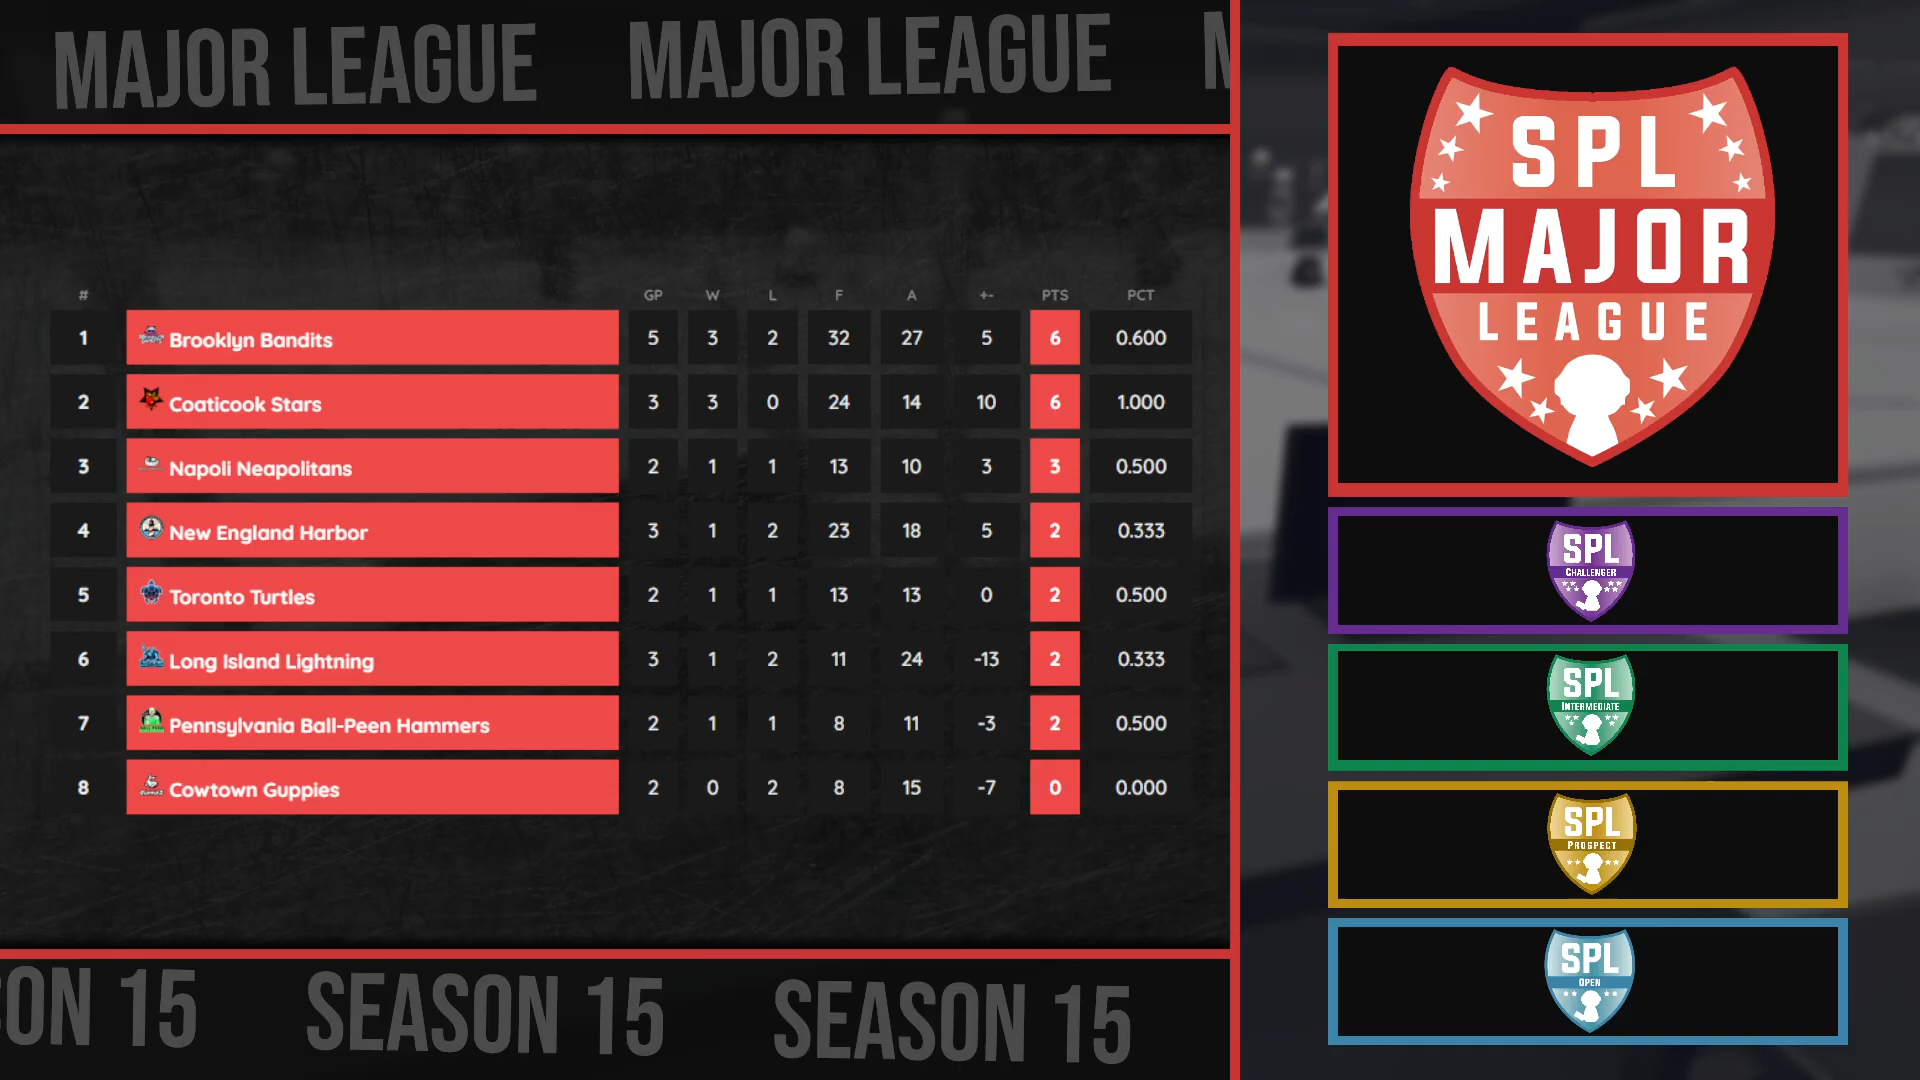 MAJOR LEAGUE MAJOR LEAGUE M
# GP W L F A +- PTS PCT
1 Brooklyn Bandits 5 3 2 32 27 5 6 0.600
2 Coaticook Stars 3 3 0 24 14 10 6 1.000
3 Napoli Neapolitans 2 1 1 13 10 3 3 0.500
4 New England Harbor 3 1 2 23 18 5 2 0.333
5 Toronto Turtles 2 1 1 13 13 0 2 0.500
6 Long Island Lightning 3 1 2 11 24 -13 2 0.333
7 Pennsylvania Ball-Peen Hammers 2 1 1 8 11 -3 2 0.500
8 Cowtown Guppies 2 0 2 8 15 -7 0 0.000
SON 15 SEASON 15 SEASON 15
SPL
MAJOR
LEAGUE
SPL
CHALLENGER
SPL
INTERMEDIATE
SPL
PROSPECT
SPL
OPEN